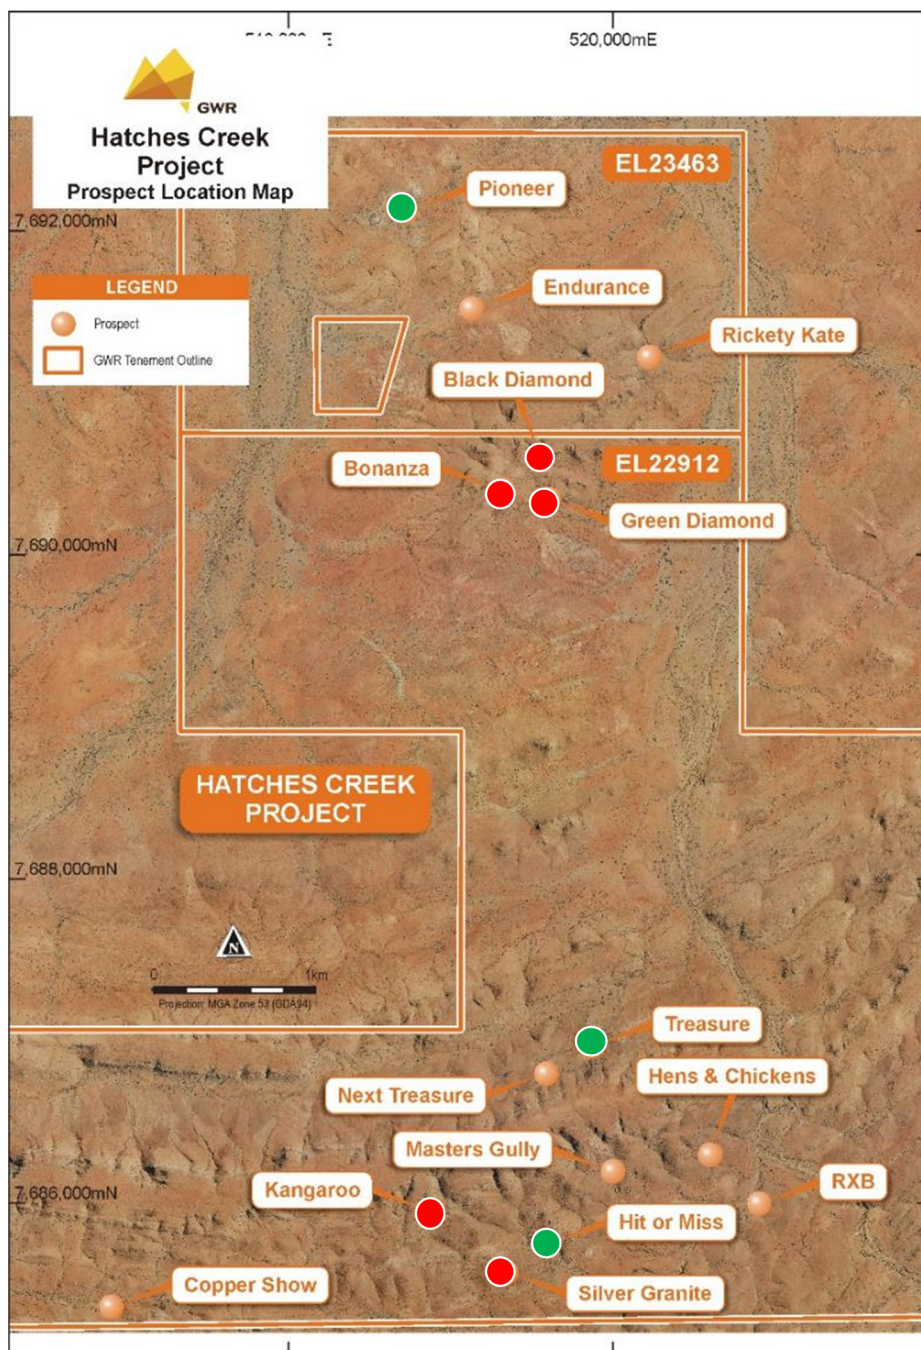 520,000mE
GWR
Hatches Creek
Project
Prospect Location Map
EL23463
Pioneer
7,692,000mN
LEGEND
Prospect
GWR Tenement Outline
Endurance
Rickety Kate
Black Diamond
Bonanza
EL22912
Green Diamond
7,690,000mN
HATCHES CREEK
PROJECT
7,688,000mN
N
0 1km
Projection: MGA Zone 53 (GDA94)
Treasure
Next Treasure
Hens & Chickens
Masters Gully
Kangaroo
7,686,000mN
RXB
Hit or Miss
Copper Show
Silver Granite